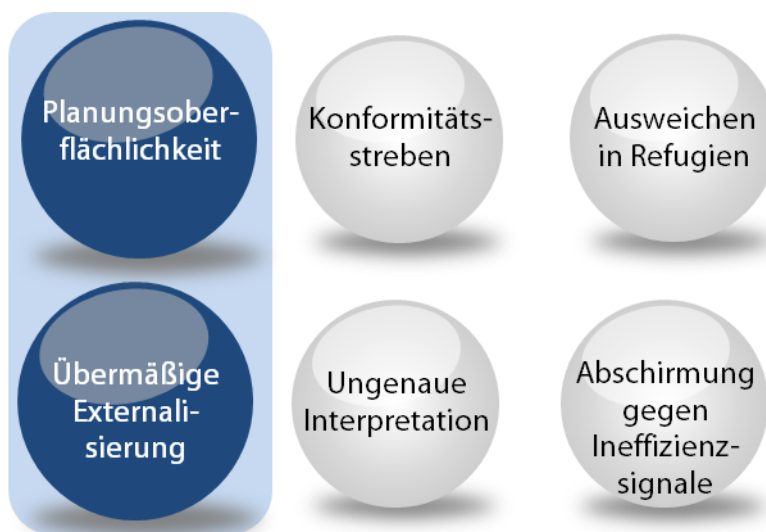 Planungsober-
flächlichkeit
Konformitäts-
streben
Ausweichen
in Refugien
Übermäßige
Externali-
sierung
Ungenaue
Interpretation
Abschirmung
gegen
Ineffizienz-
signale